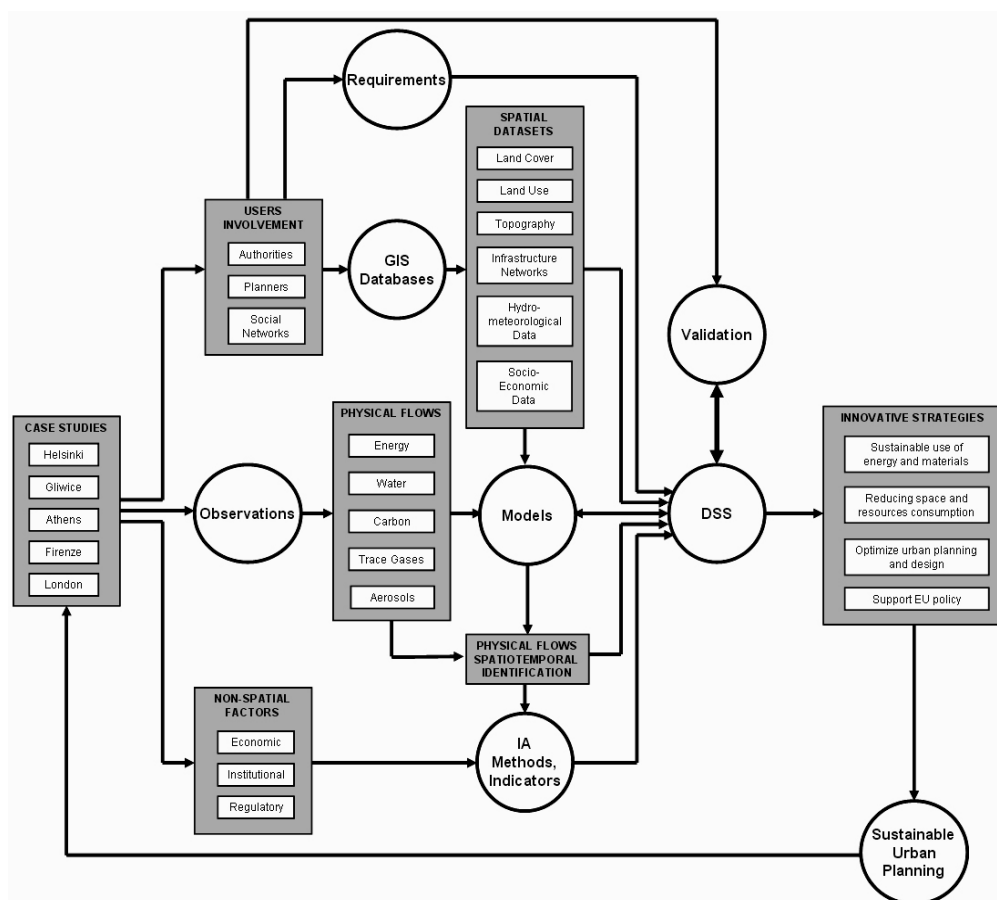 Requirements
SPATIAL
DATASETS
Land Cover
Land Use
Topography
Infrastructure
Networks
Hydro-
meteorological
Data
Socio-
Economic
Data
USERS
INVOLVEMENT
Authorities
Planners
Social
Networks
GIS
Databases
Validation
CASE STUDIES
Helsinki
Gliwice
Athens
Firenze
London
Observations
PHYSICAL FLOWS
Energy
Water
Carbon
Trace Gases
Aerosols
Models
DSS
INNOVATIVE STRATEGIES
Sustainable use of
energy and materials
Reducing space and
resources consumption
Optimize urban planning
and design
Support EU policy
PHYSICAL FLOWS
SPATIOTEMPORAL
IDENTIFICATION
NON-SPATIAL
FACTORS
Economic
Institutional
Regulatory
IA
Methods,
Indicators
Sustainable
Urban
Planning